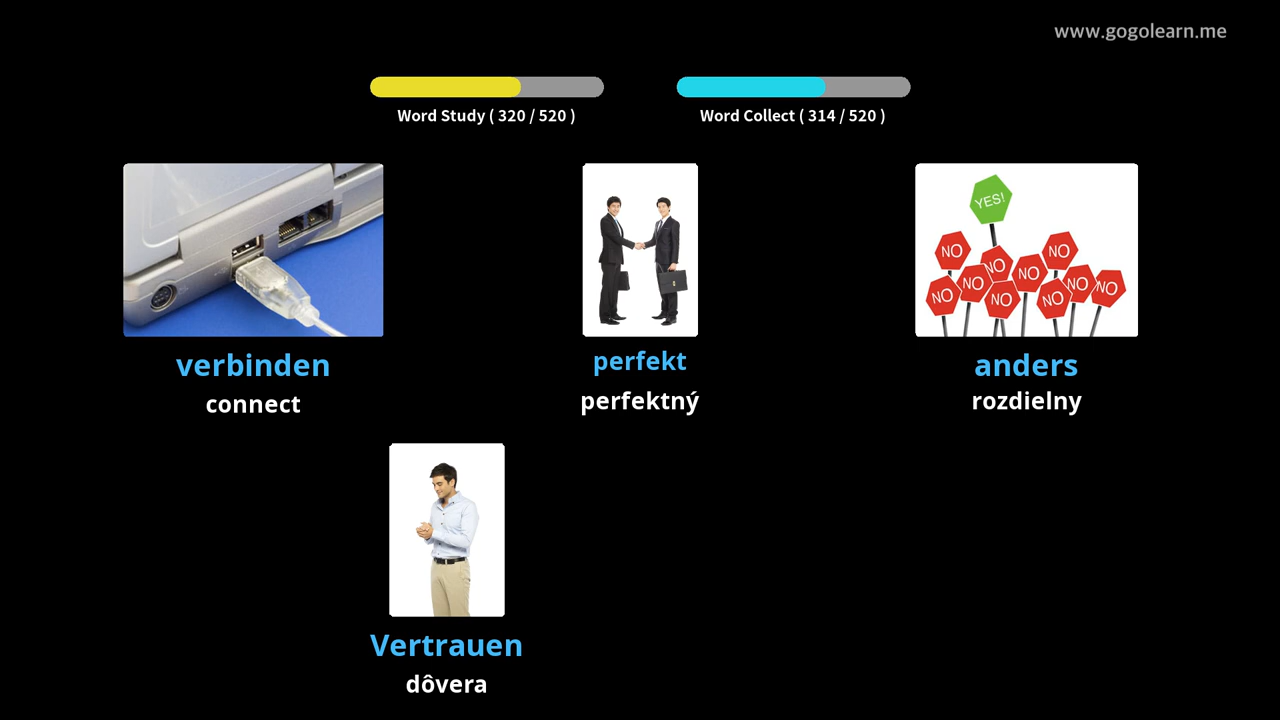 www.gogolearn.me
Word Study ( 320 / 520 )
Word Collect ( 314 / 520 )
YES!
NO
NO
NO
NO
NO
NO
NO
NO
NO
NO
verbinden
connect
perfekt
perfektný
anders
rozdielny
Vertrauen
dôvera